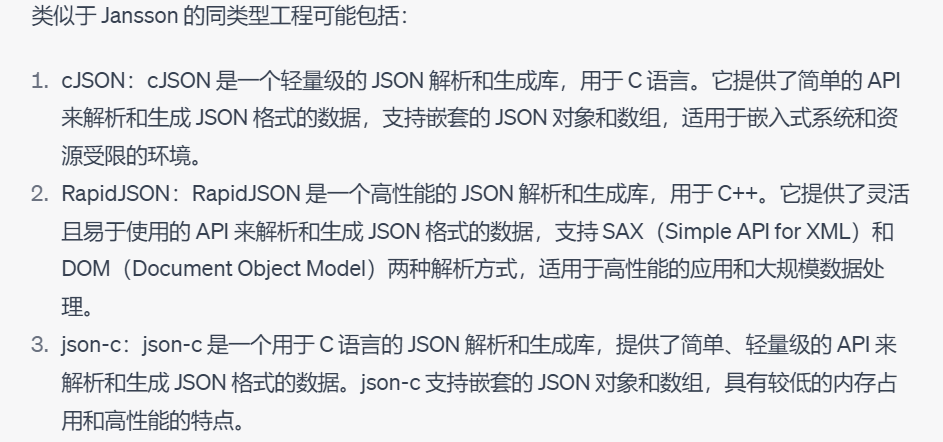 类似于 Jansson 的同类型工程可能包括：
1. cJSON：cJSON 是一个轻量级的 JSON 解析和生成库，用于 C 语言。它提供了简单的 API
来解析和生成 JSON 格式的数据，支持嵌套的 JSON 对象和数组，适用于嵌入式系统和资
源受限的环境。
2. RapidJSON：RapidJSON 是一个高性能的 JSON 解析和生成库，用于 C++。它提供了灵活
且易于使用的 API 来解析和生成 JSON 格式的数据，支持 SAX（Simple API for XML）和
DOM（Document Object Model）两种解析方式，适用于高性能的应用和大规模数据处
理。
3. json-c：json-c 是一个用于 C 语言的 JSON 解析和生成库，提供了简单、轻量级的 API 来
解析和生成 JSON 格式的数据。json-c 支持嵌套的 JSON 对象和数组，具有较低的内存占
用和高性能的特点。